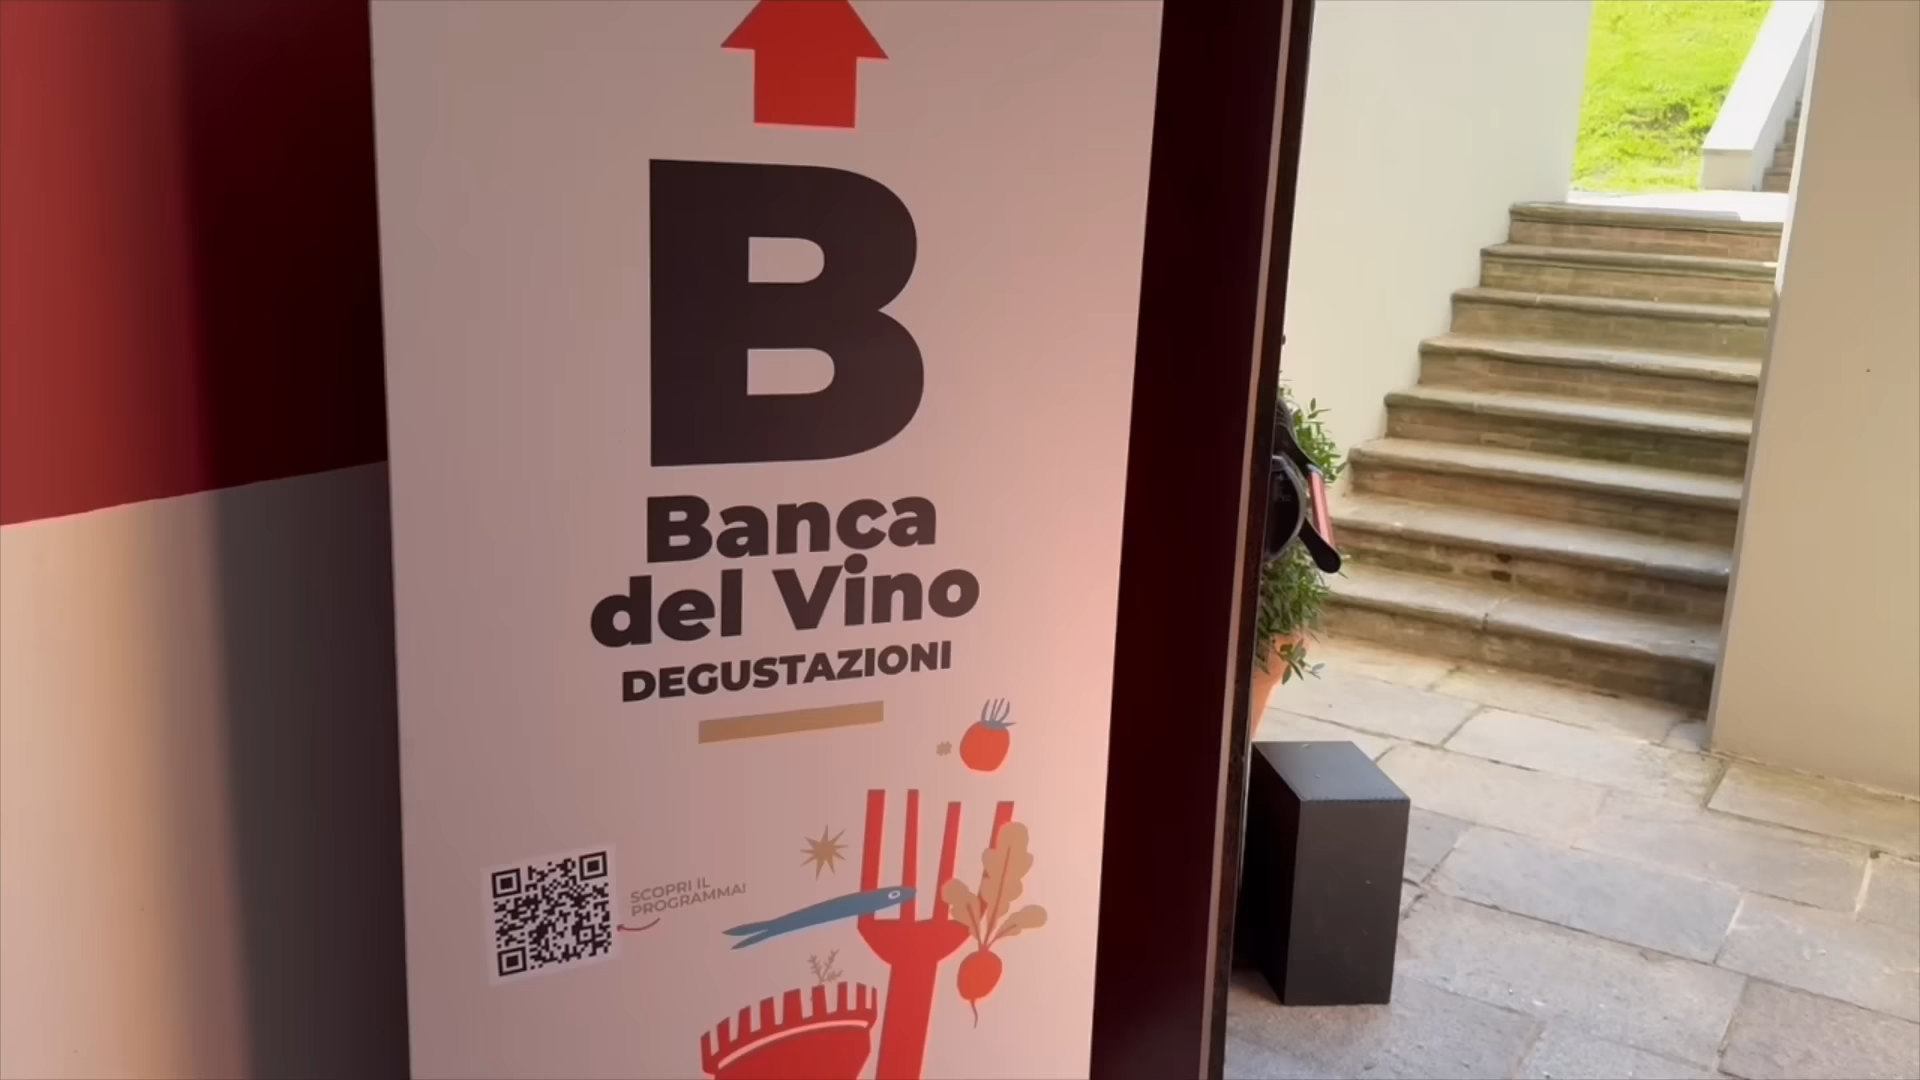 B
Banca
del Vino
DEGUSTAZIONI
SCOPRI IL
PROGRAMMA!